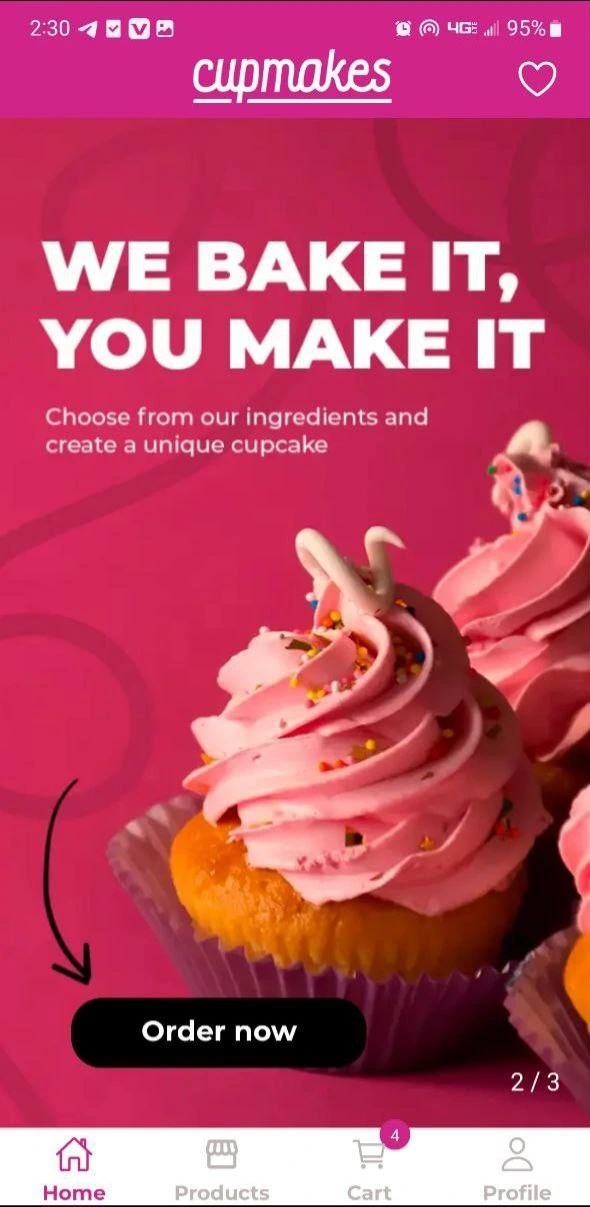 2:30 4G LTE 95%
cupmakes
WE BAKE IT,
YOU MAKE IT
Choose from our ingredients and
create a unique cupcake
Order now
2 / 3
4
Home Products Cart Profile